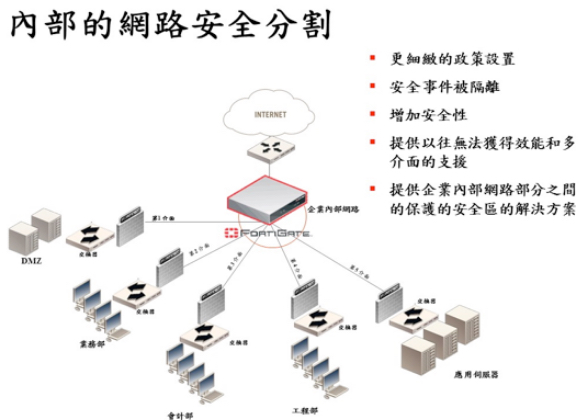 內部的網路安全分割
更細緻的政策設置
安全事件被隔離
增加安全性
提供以往無法獲得效能和多
介面的支援
提供企業內部網路部分之間
的保護的安全區的解決方案
INTERNET
企業內部網路
FORTIGATE
第1介面
第2介面
第3介面
第4介面
第5介面
DMZ
交換器
交換器
業務部
交換器
會計部
交換器
工程部
交換器
應用伺服器